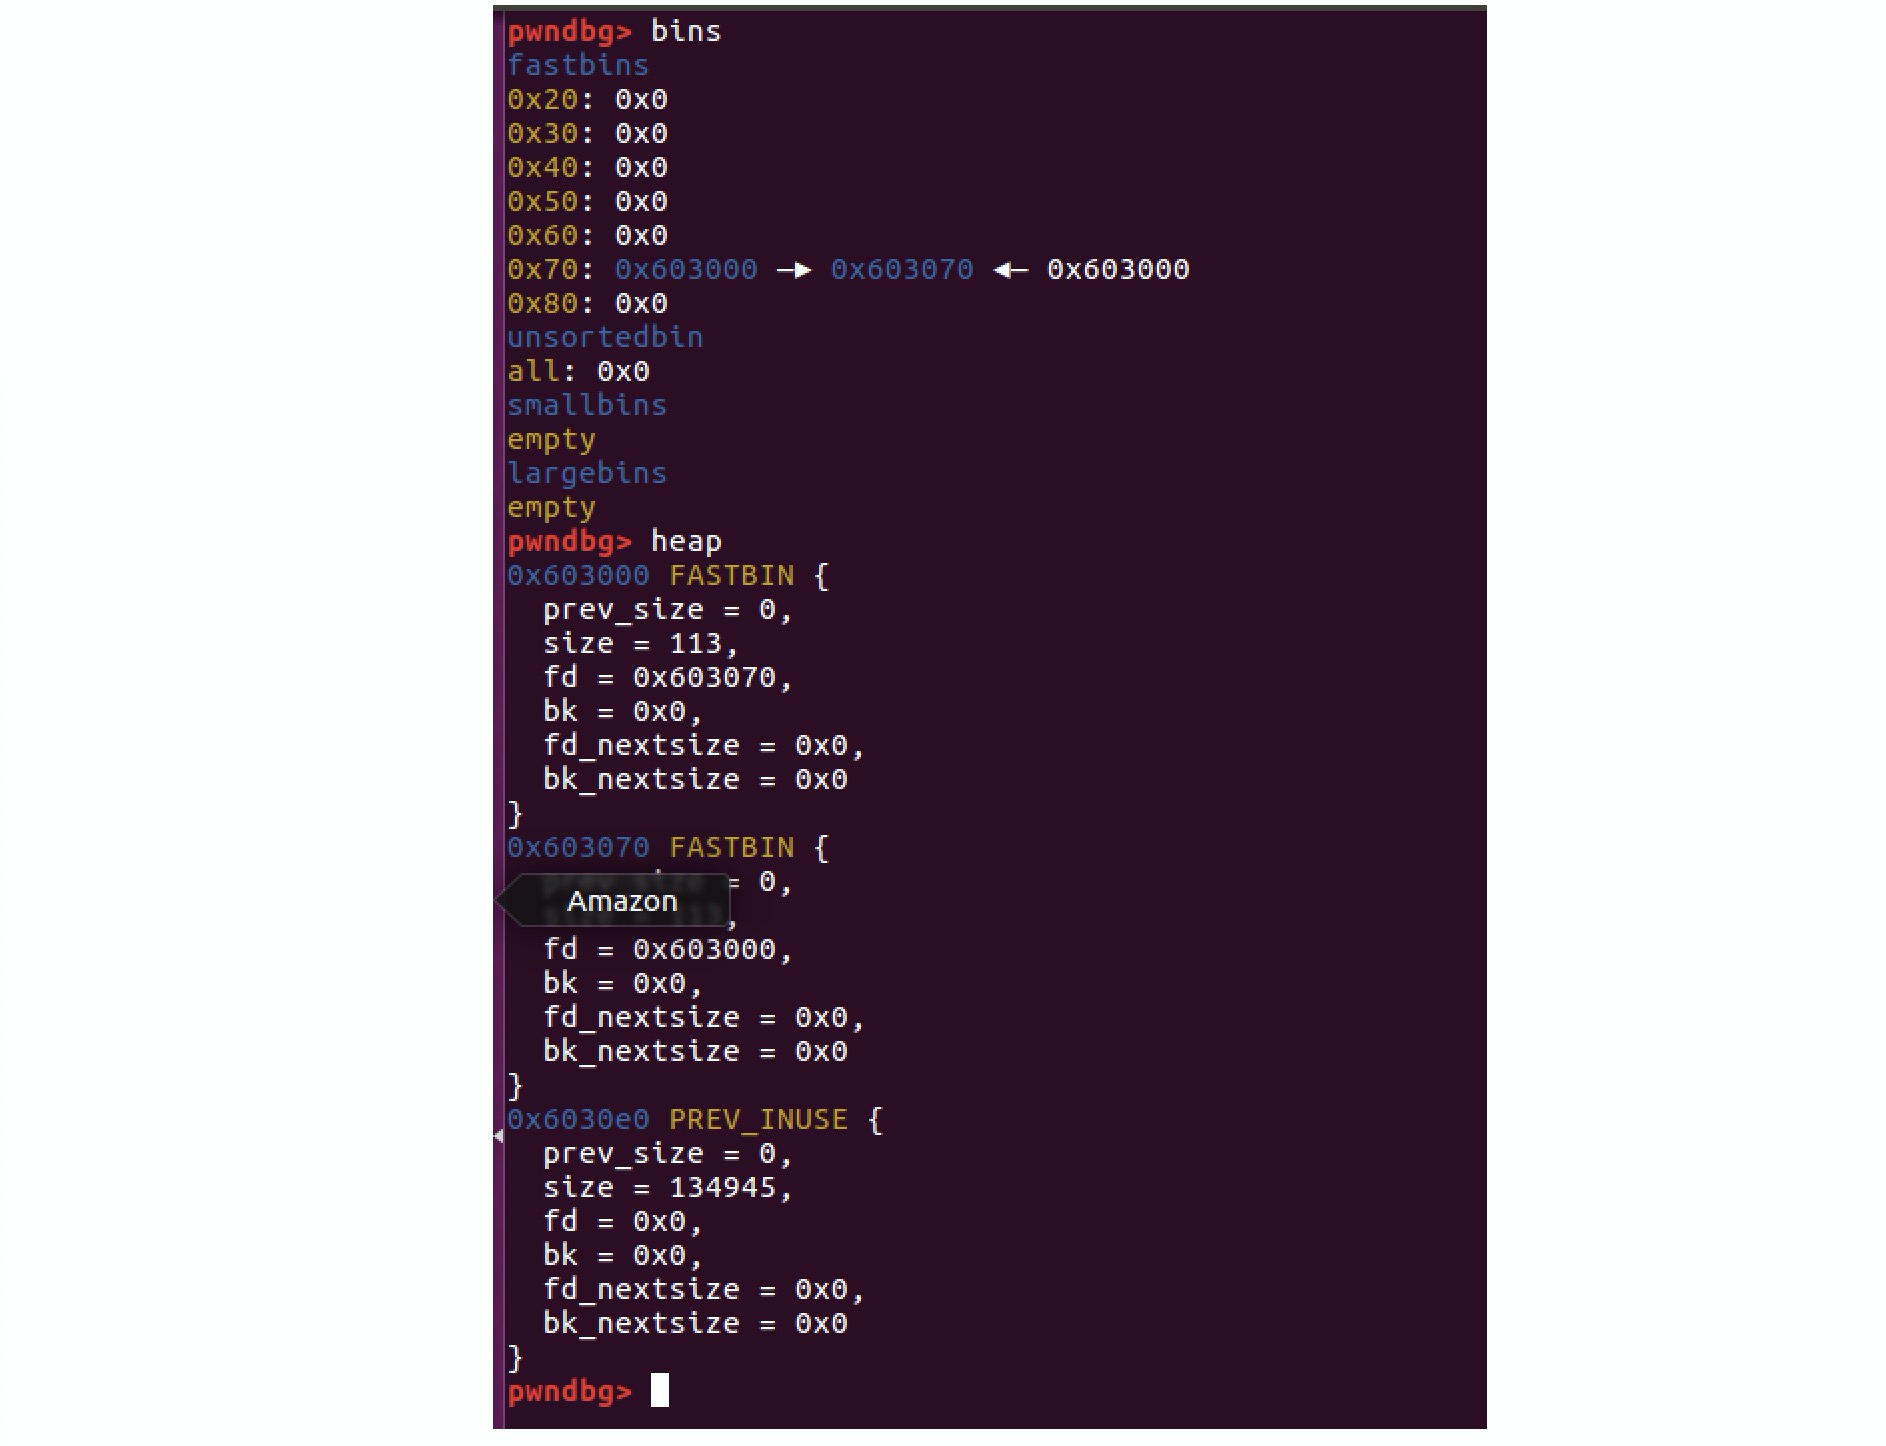 pwndbg> bins
fastbins
0x20: 0x0
0x30: 0x0
0x40: 0x0
0x50: 0x0
0x60: 0x0
0x70: 0x603000 —▸ 0x603070 ◂— 0x603000
0x80: 0x0
unsortedbin
all: 0x0
smallbins
empty
largebins
empty
pwndbg> heap
0x603000 FASTBIN {
  prev_size = 0,
  size = 113,
  fd = 0x603070,
  bk = 0x0,
  fd_nextsize = 0x0,
  bk_nextsize = 0x0
}
0x603070 FASTBIN {
= 0,
Amazon
,
  fd = 0x603000,
  bk = 0x0,
  fd_nextsize = 0x0,
  bk_nextsize = 0x0
}
0x6030e0 PREV_INUSE {
  prev_size = 0,
  size = 134945,
  fd = 0x0,
  bk = 0x0,
  fd_nextsize = 0x0,
  bk_nextsize = 0x0
}
pwndbg>